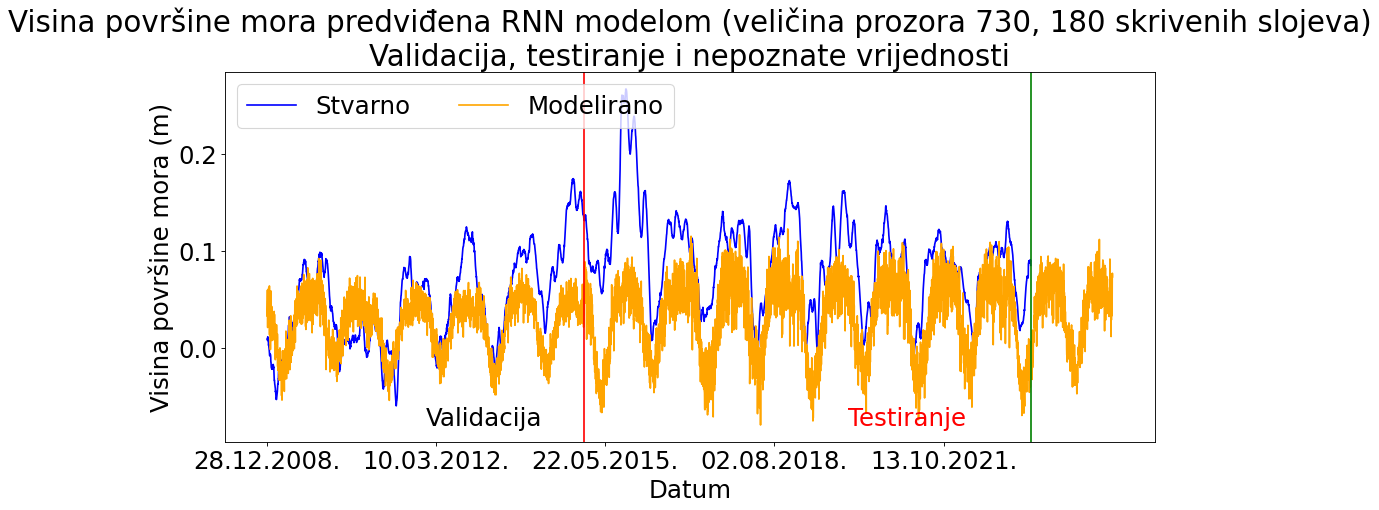 Visina površine mora predviđena RNN modelom (veličina prozora 730, 180 skrivenih slojeva)
Validacija, testiranje i nepoznate vrijednosti
Stvarno
Modelirano
Visina površine mora (m)
0.2
0.1
0.0
Validacija
Testiranje
28.12.2008.
10.03.2012.
22.05.2015.
02.08.2018.
13.10.2021.
Datum